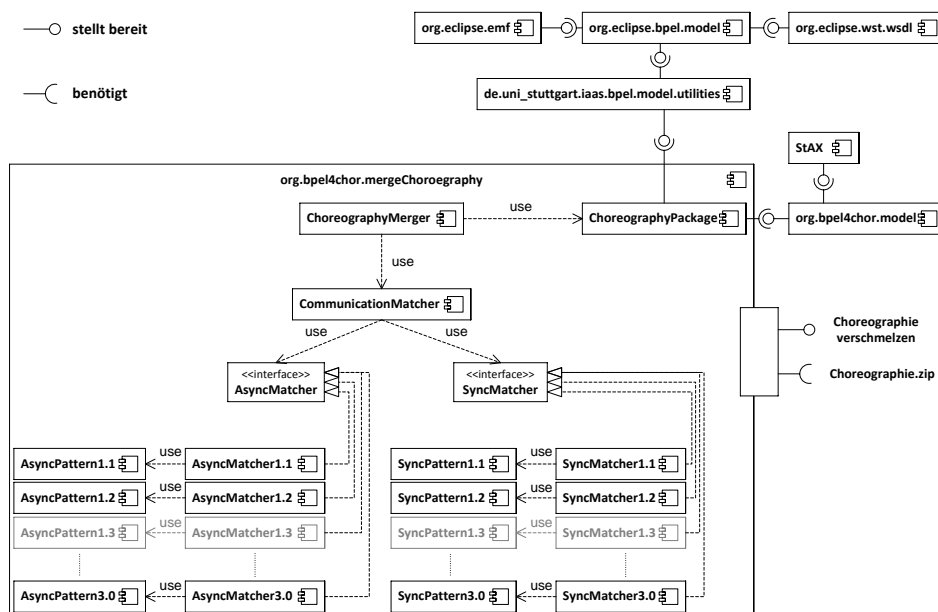 stellt bereit
benötigt
org.eclipse.emf
org.eclipse.bpel.model
org.eclipse.wst.wsdl
de.uni_stuttgart.iaas.bpel.model.utilities
StAX
org.bpel4chor.mergeChoroegraphy
ChoreographyMerger
use
ChoreographyPackage
org.bpel4chor.model
use
CommunicationMatcher
use
use
<<interface>>
AsyncMatcher
<<interface>>
SyncMatcher
Choreographie
verschmelzen
Choreographie.zip
AsyncPattern1.1
use
AsyncMatcher1.1
SyncPattern1.1
use
SyncMatcher1.1
AsyncPattern1.2
use
AsyncMatcher1.2
SyncPattern1.2
use
SyncMatcher1.2
AsyncPattern1.3
use
AsyncMatcher1.3
SyncPattern1.3
use
SyncMatcher1.3
AsyncPattern3.0
use
AsyncMatcher3.0
SyncPattern3.0
use
SyncMatcher3.0